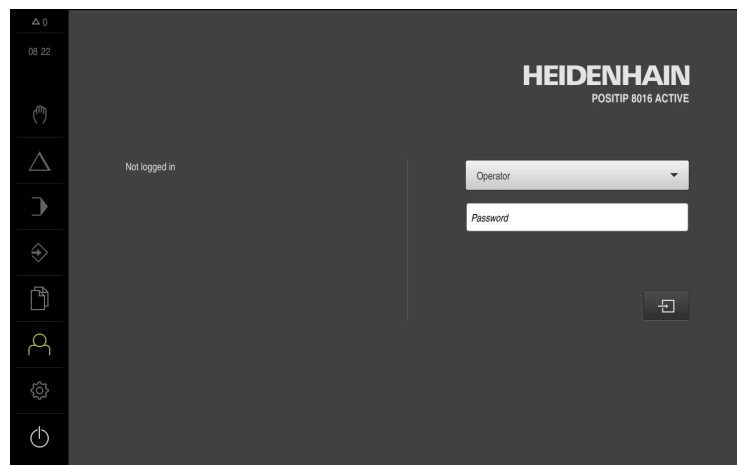 0
08 22
HEIDENHAIN
POSITIP 8016 ACTIVE
Not logged in
Operator
Password